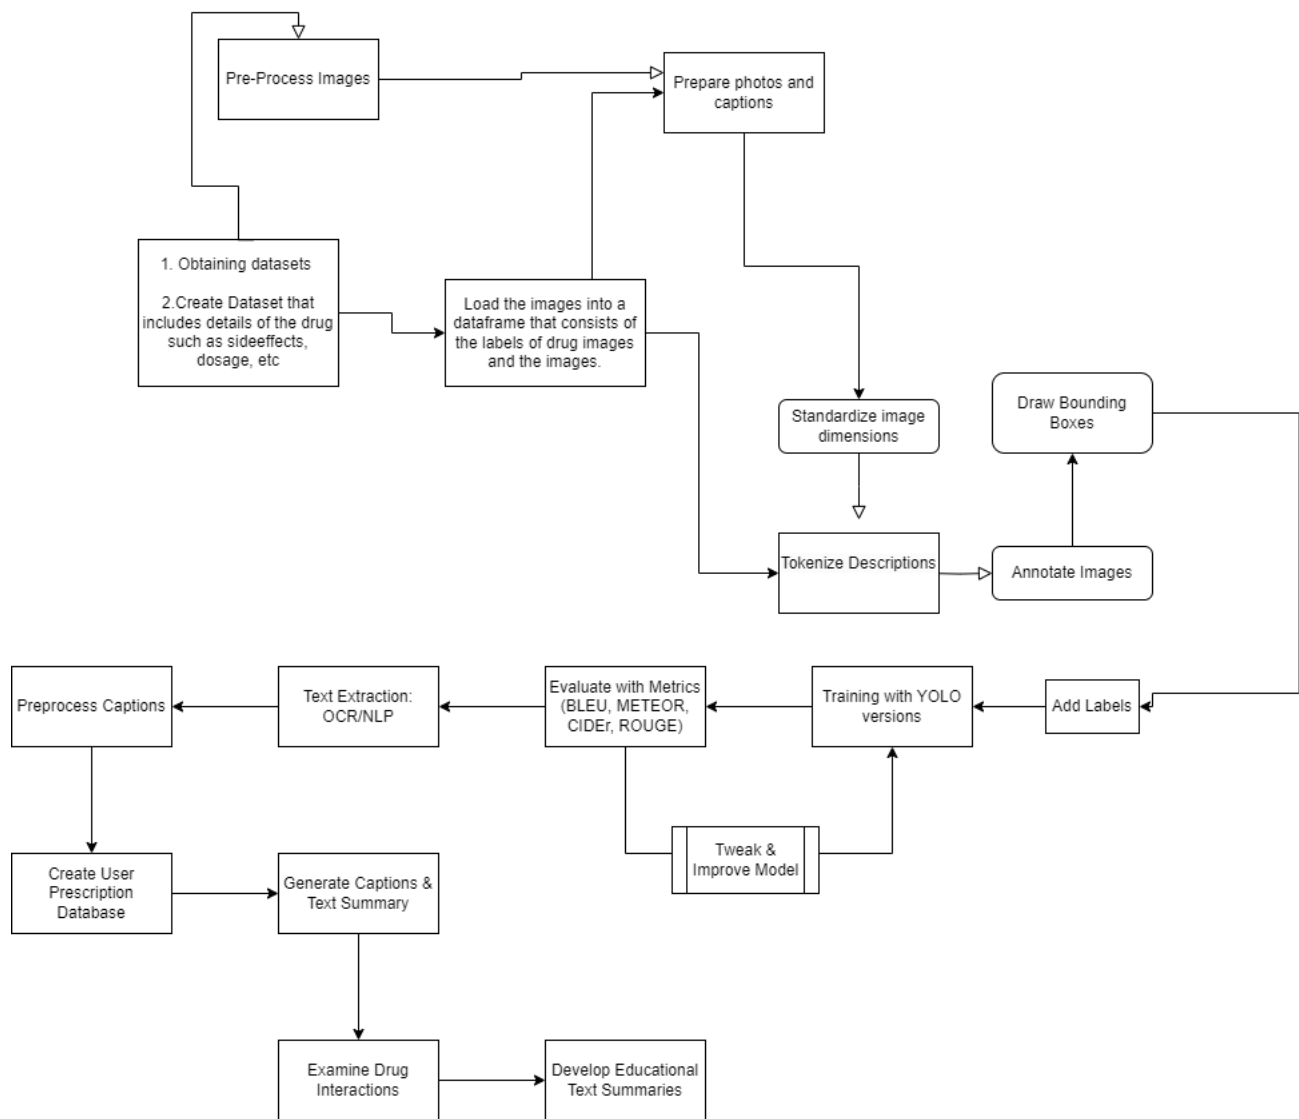 Pre-Process Images
Prepare photos and
captions
1. Obtaining datasets
2.Create Dataset that
includes details of the drug
such as sideeffects,
dosage, etc
Load the images into a
dataframe that consists of
the labels of drug images
and the images.
Standardize image
dimensions
Draw Bounding
Boxes
Tokenize Descriptions
Annotate Images
Preprocess Captions
Text Extraction:
OCR/NLP
Evaluate with Metrics
(BLEU, METEOR,
CIDEr, ROUGE)
Training with YOLO
versions
Add Labels
Tweak &
Improve Model
Create User
Prescription
Database
Generate Captions &
Text Summary
Examine Drug
Interactions
Develop Educational
Text Summaries